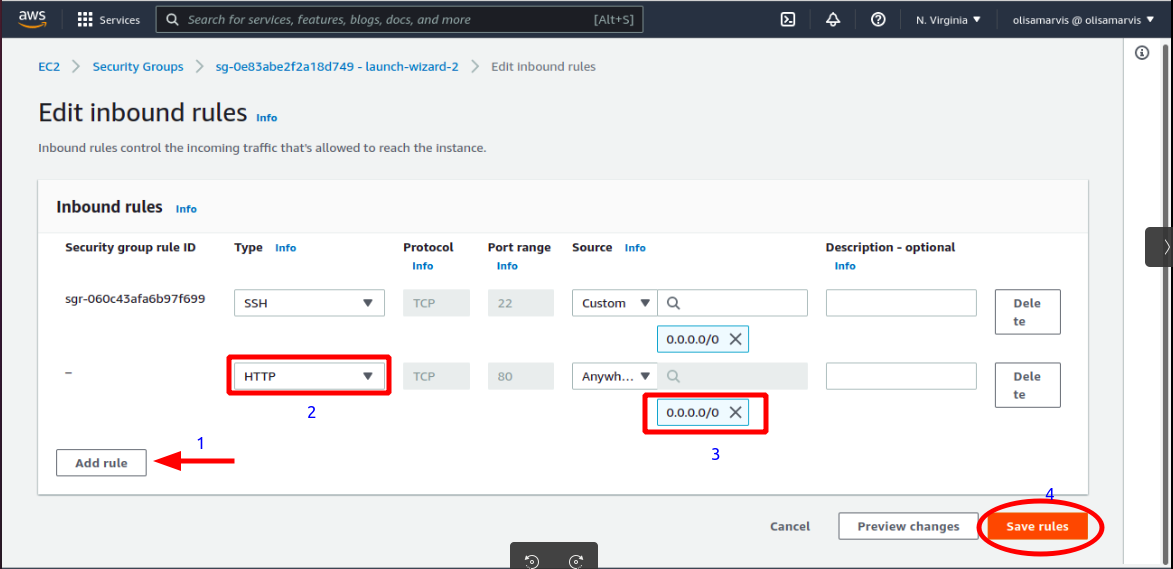 aws Services Search for services, features, blogs, docs, and more [Alt+S] N. Virginia olisamarvis @ olisamarvis
EC2 Security Groups sg-0e83abe2f2a18d749 - launch-wizard-2 Edit inbound rules
Edit inbound rules Info
Inbound rules control the incoming traffic that's allowed to reach the instance.
Inbound rules Info
Security group rule ID Type Info Protocol Port range Source Info Description - optional
Info Info Info
sgr-060c43afa6b97f699 SSH TCP 22 Custom Dele
te
0.0.0.0/0
– HTTP TCP 80 Anywh... Dele
te
2 0.0.0.0/0
1 3
Add rule
4
Cancel Preview changes Save rules